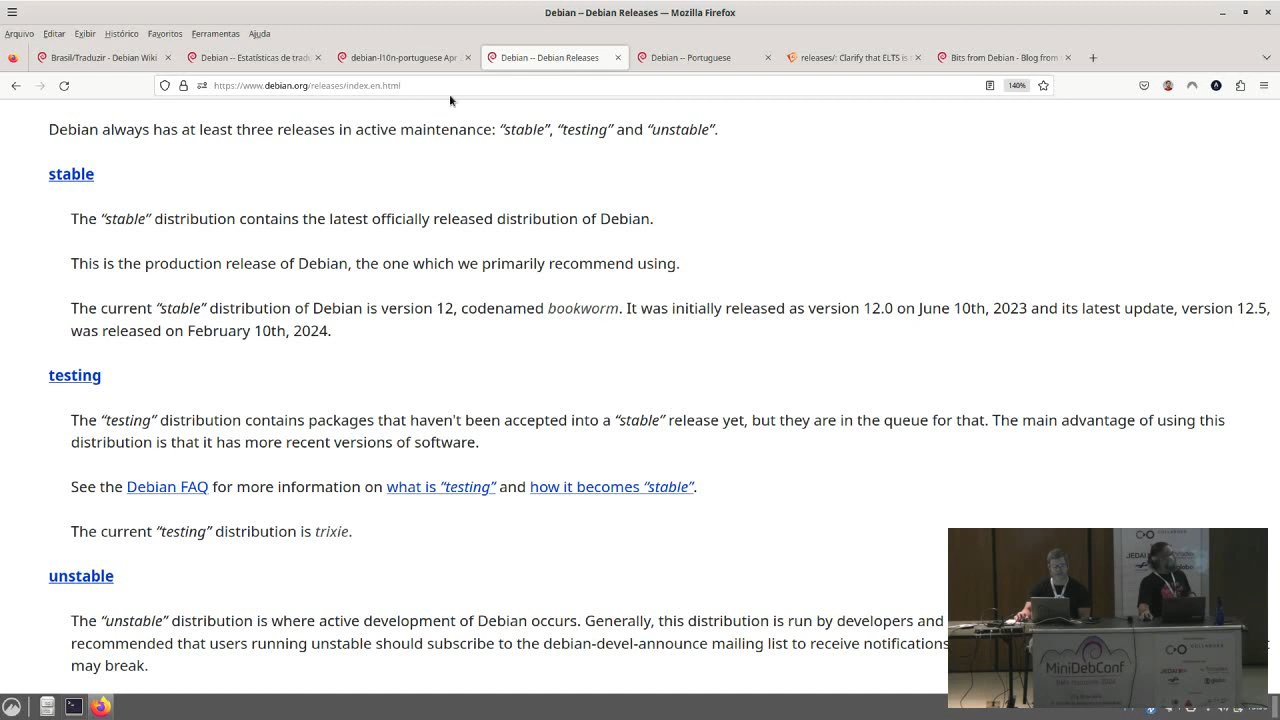 Debian -- Debian Releases — Mozilla Firefox
Arquivo Editar Exibir Histórico Favoritos Ferramentas Ajuda
Brasil/Traduzir - Debian Wiki
Debian -- Estatísticas de tradu
debian-l10n-portuguese Apr
Debian -- Debian Releases
Debian -- Portuguese
releases/: Clarify that ELTS is
Bits from Debian - Blog from
https://www.debian.org/releases/index.en.html
140%
Debian always has at least three releases in active maintenance: “stable”, “testing” and “unstable”.
stable
The “stable” distribution contains the latest officially released distribution of Debian.
This is the production release of Debian, the one which we primarily recommend using.
The current “stable” distribution of Debian is version 12, codenamed bookworm. It was initially released as version 12.0 on June 10th, 2023 and its latest update, version 12.5,
was released on February 10th, 2024.
testing
The “testing” distribution contains packages that haven't been accepted into a “stable” release yet, but they are in the queue for that. The main advantage of using this
distribution is that it has more recent versions of software.
See the Debian FAQ for more information on what is “testing” and how it becomes “stable”.
The current “testing” distribution is trixie.
unstable
The “unstable” distribution is where active development of Debian occurs. Generally, this distribution is run by developers and
recommended that users running unstable should subscribe to the debian-devel-announce mailing list to receive notifications
may break.
COLLABORA
JEDAI
globo
MiniDebConf
Belo Horizonte 2024
COLLABORA
JEDAI
globo